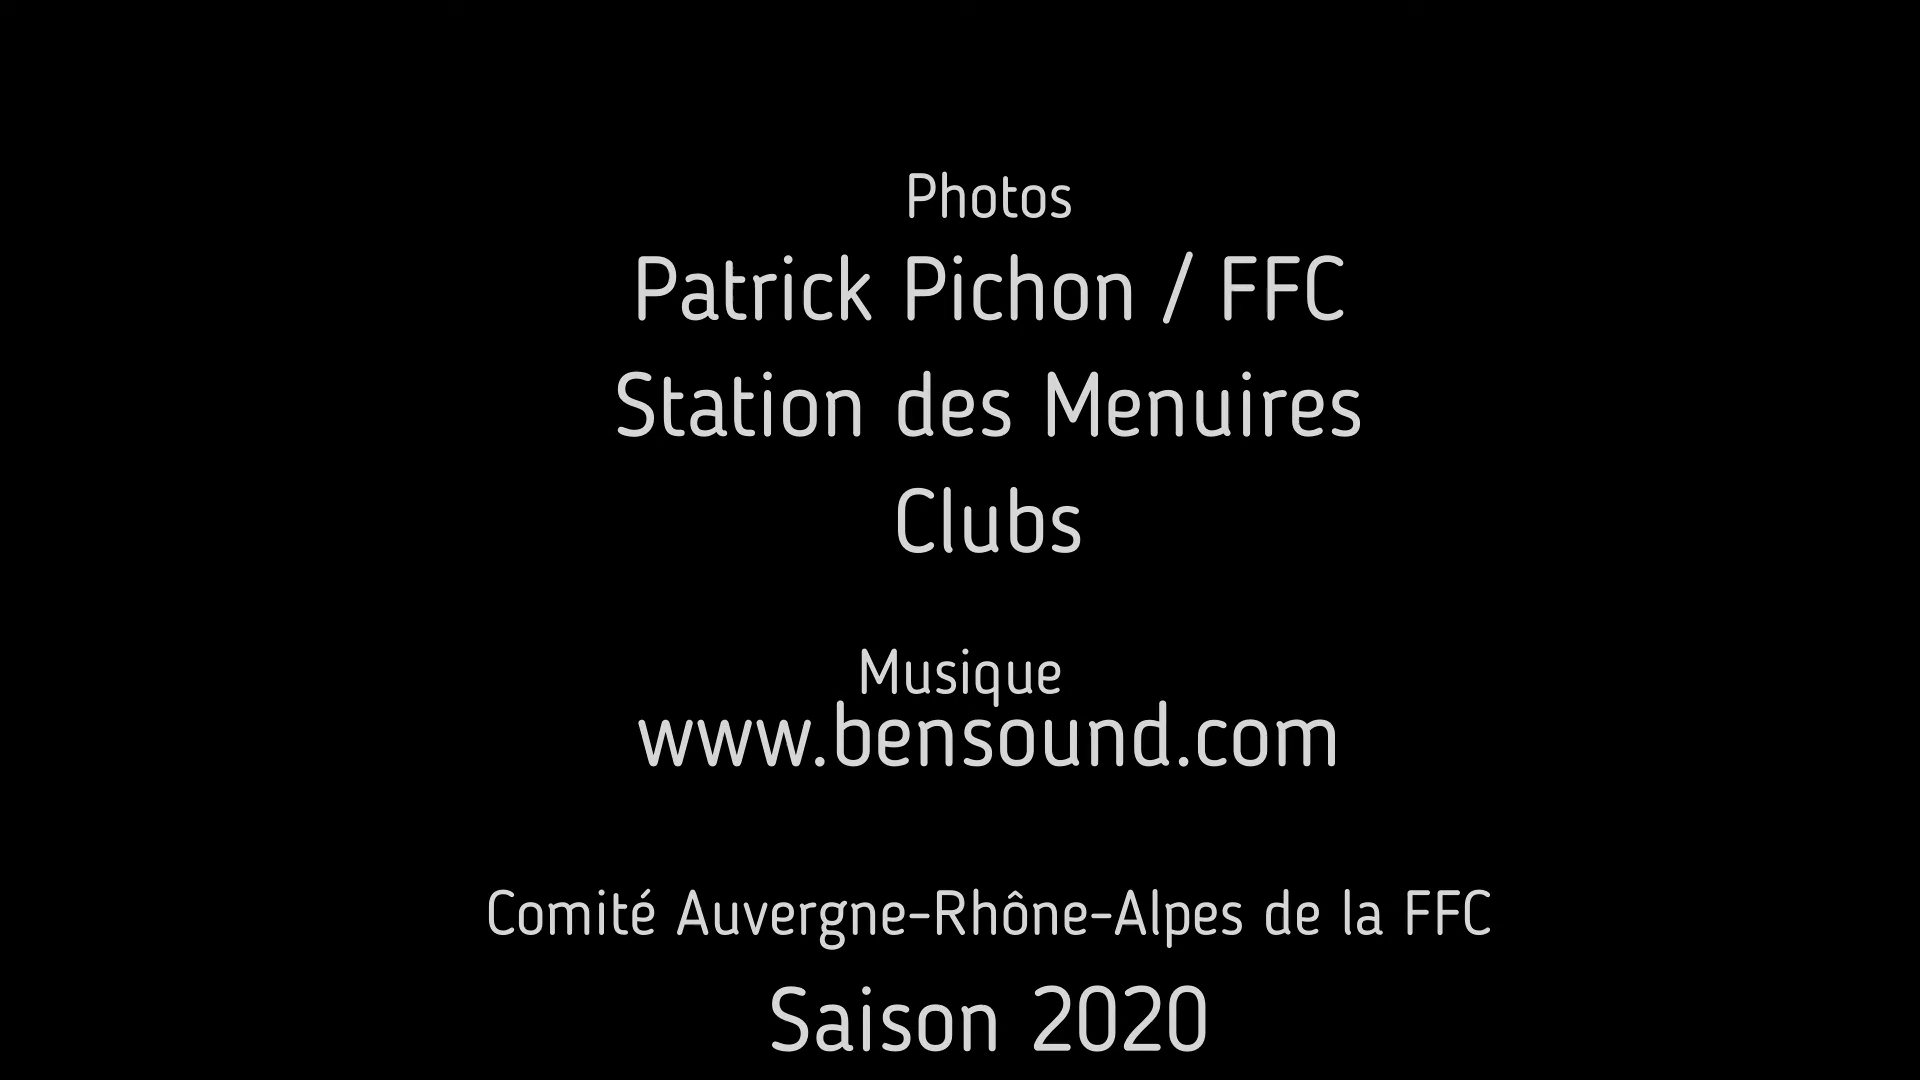 Photos
Patrick Pichon / FFC
Station des Menuires
Clubs
Musique
www.bensound.com
Comité Auvergne-Rhône-Alpes de la FFC
Saison 2020